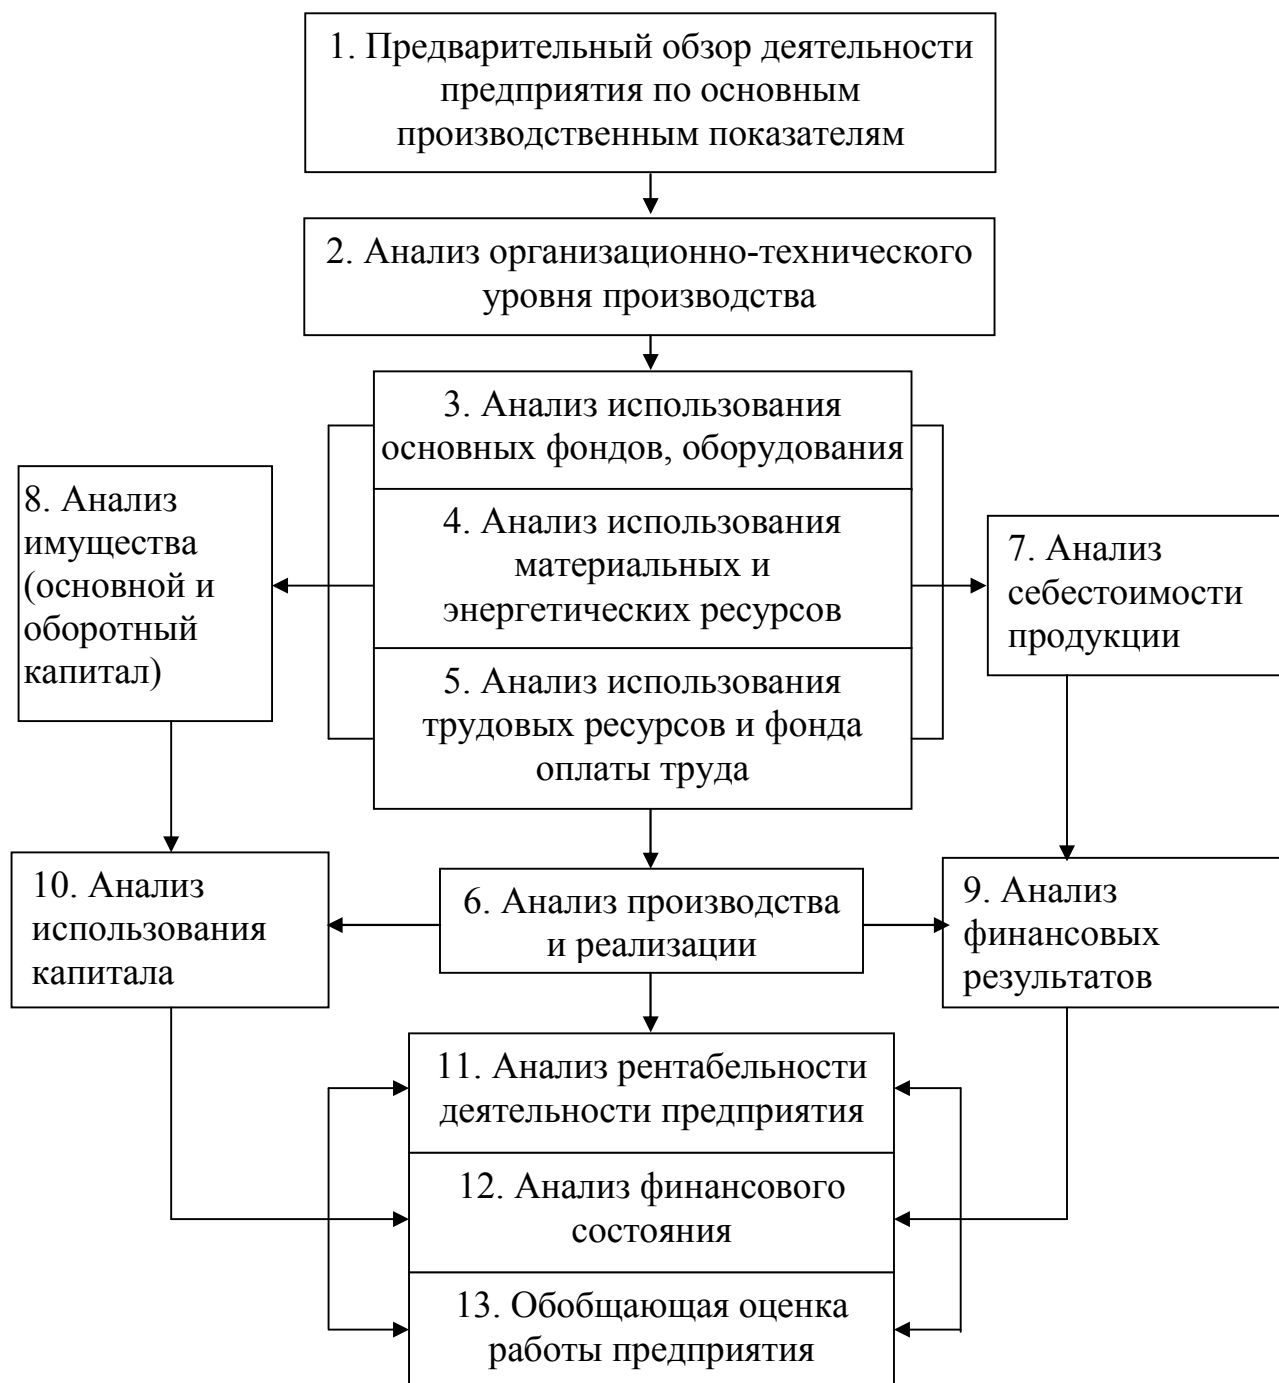 1. Предварительный обзор деятельности
предприятия по основным
производственным показателям
2. Анализ организационно-технического
уровня производства
3. Анализ использования
основных фондов, оборудования
4. Анализ использования
материальных и
энергетических ресурсов
5. Анализ использования
трудовых ресурсов и фонда
оплаты труда
8. Анализ
имущества
(основной и
оборотный
капитал)
7. Анализ
себестоимости
продукции
10. Анализ
использования
капитала
6. Анализ производства
и реализации
9. Анализ
финансовых
результатов
11. Анализ рентабельности
деятельности предприятия
12. Анализ финансового
состояния
13. Обобщающая оценка
работы предприятия